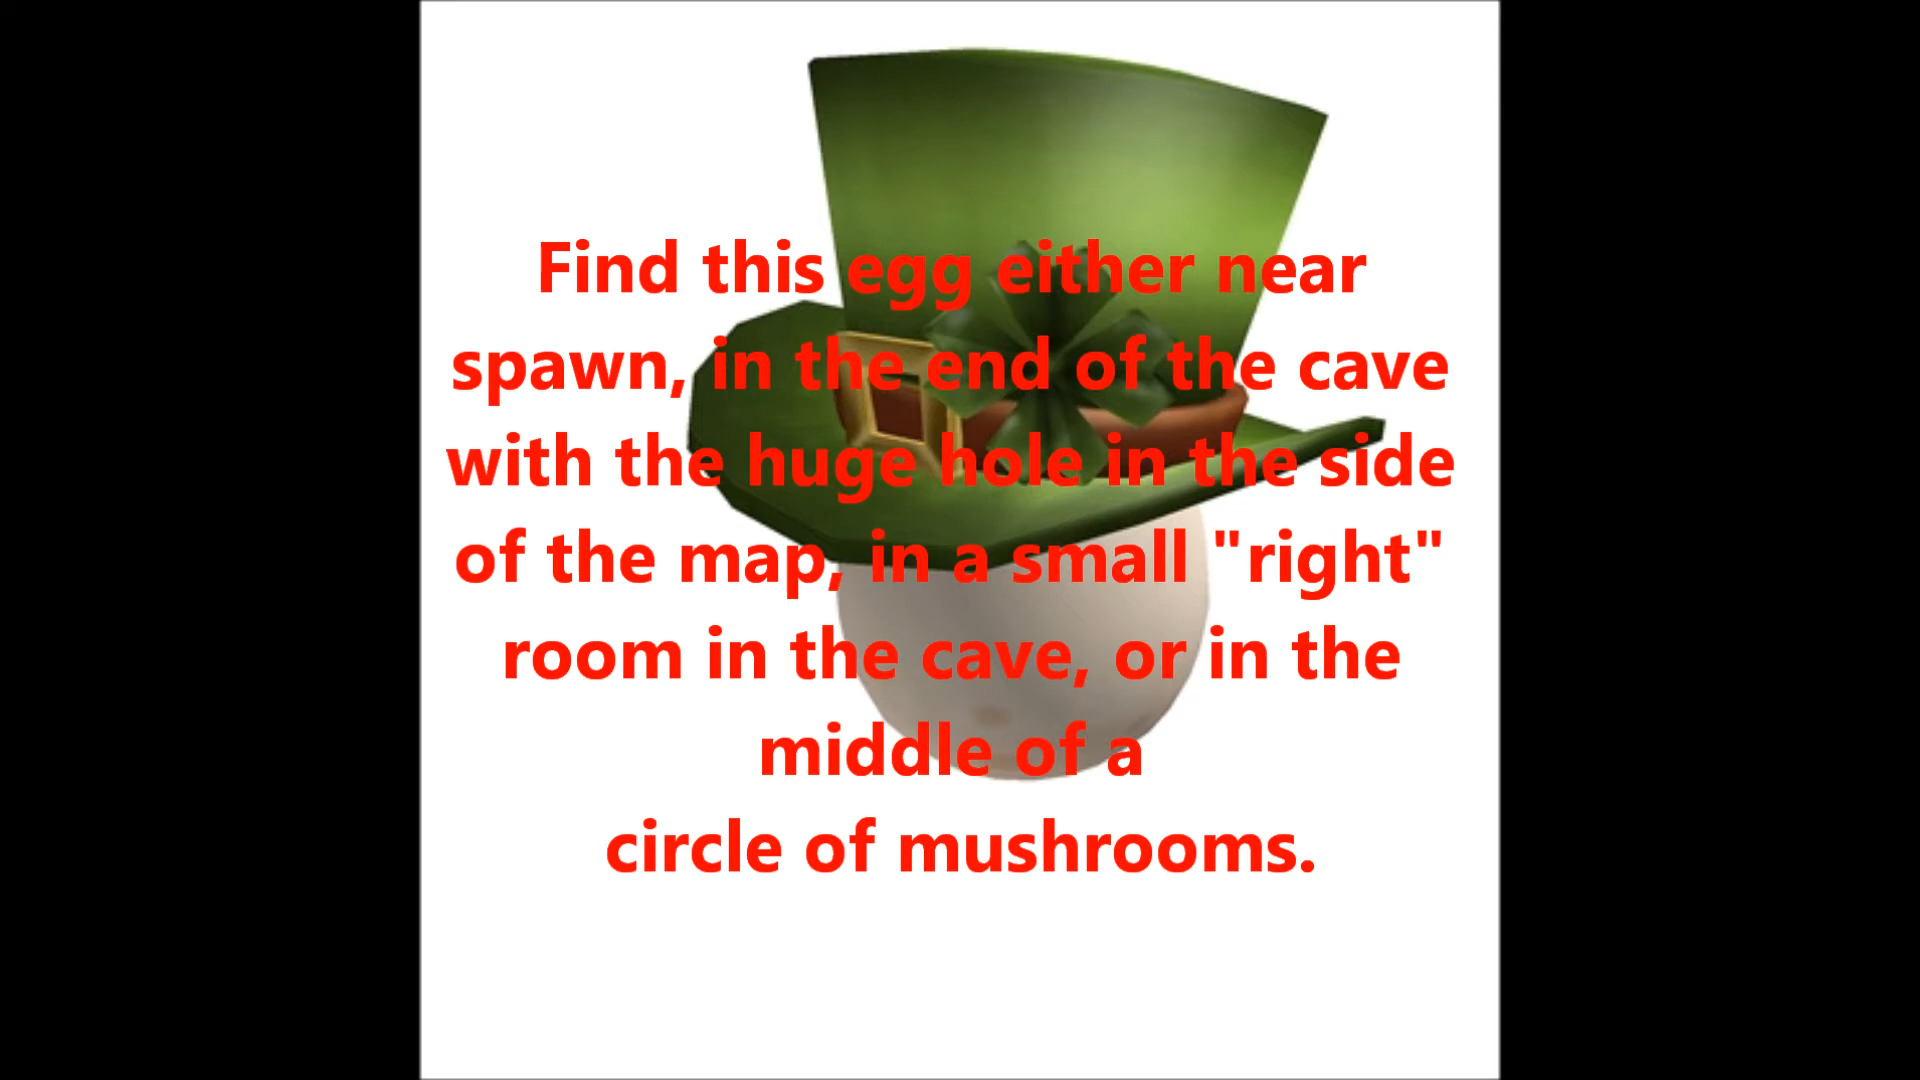 Find this egg either near
spawn, in the end of the cave
with the huge hole in the side
of the map, in a small "right"
room in the cave, or in the
middle of a
circle of mushrooms.